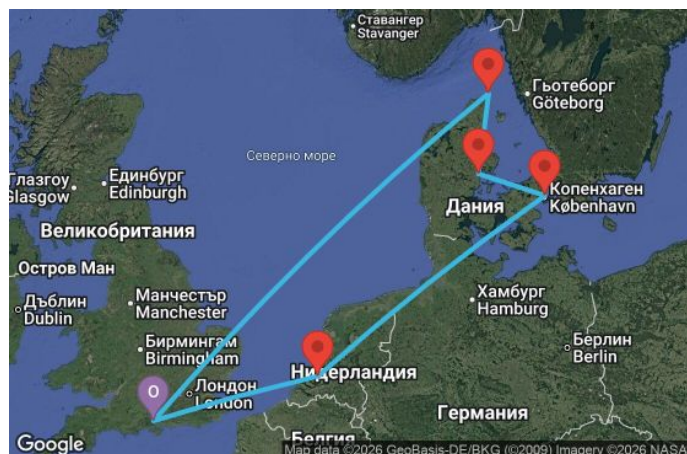 Ставангер
Stavanger
Гьотеборг
Göteborg
Северно море
Глазгоу
Glasgow
Единбург
Edinburgh
Копенхаген
København
Дания
Великобритания
Остров Ман
Дъблин
Dublin
Манчестър
Manchester
Хамбург
Hamburg
Бирмингам
Birmingham
Берлин
Berlin
Нидерландия
О
Лондон
London
Германия
Белгия
Google
Map data ©2026 GeoBasis-DE/BKG (©2009) Imagery ©2026 NASA